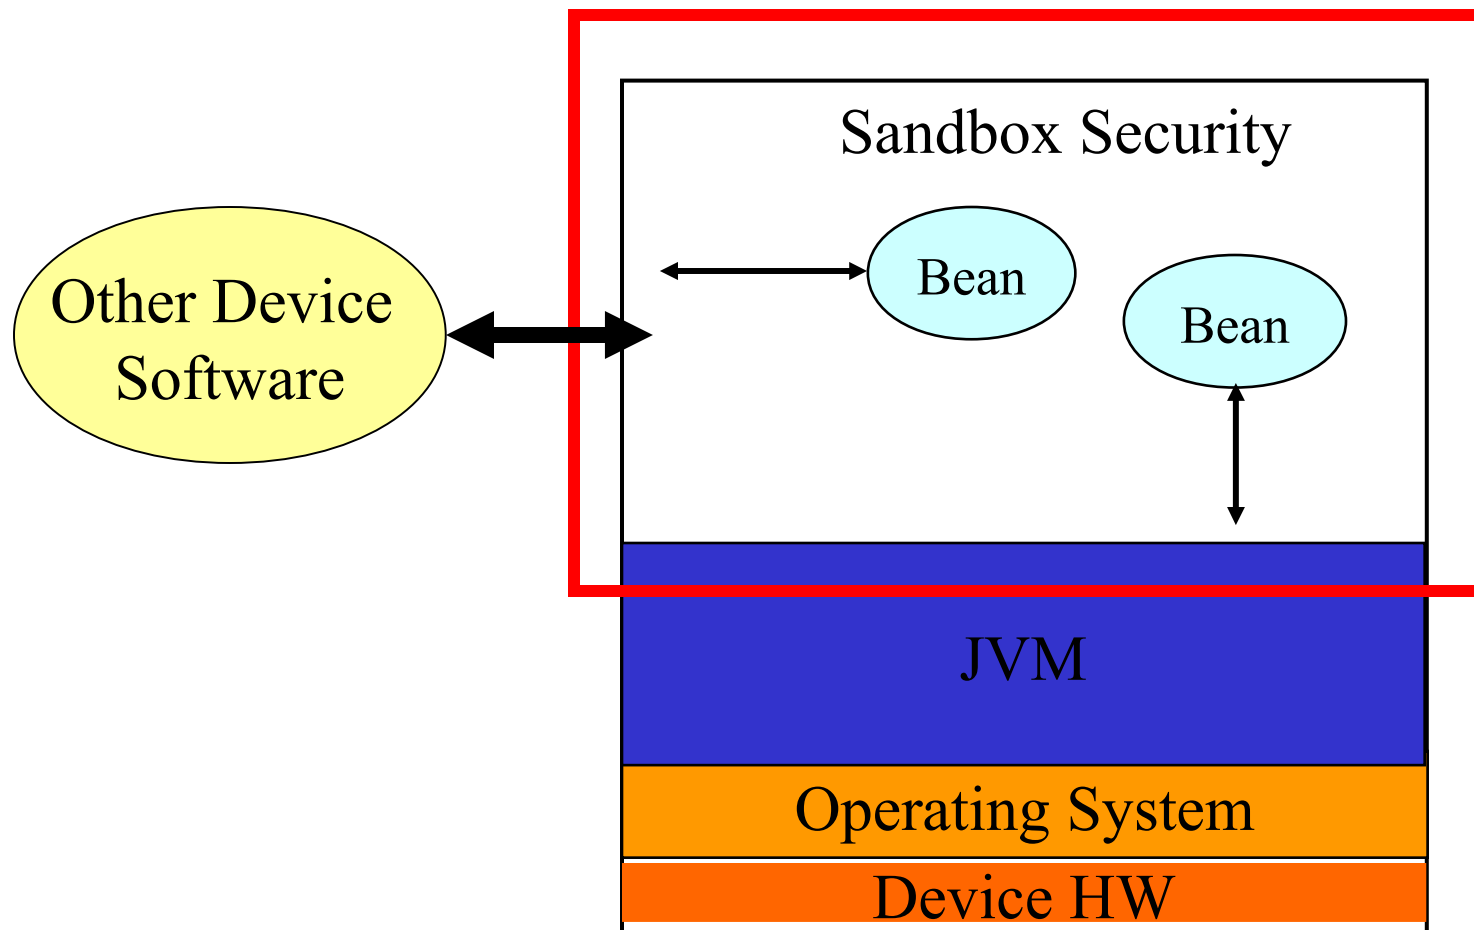 Sandbox Security
Bean
Bean
Other Device
Software
JVM
Operating System
Device HW